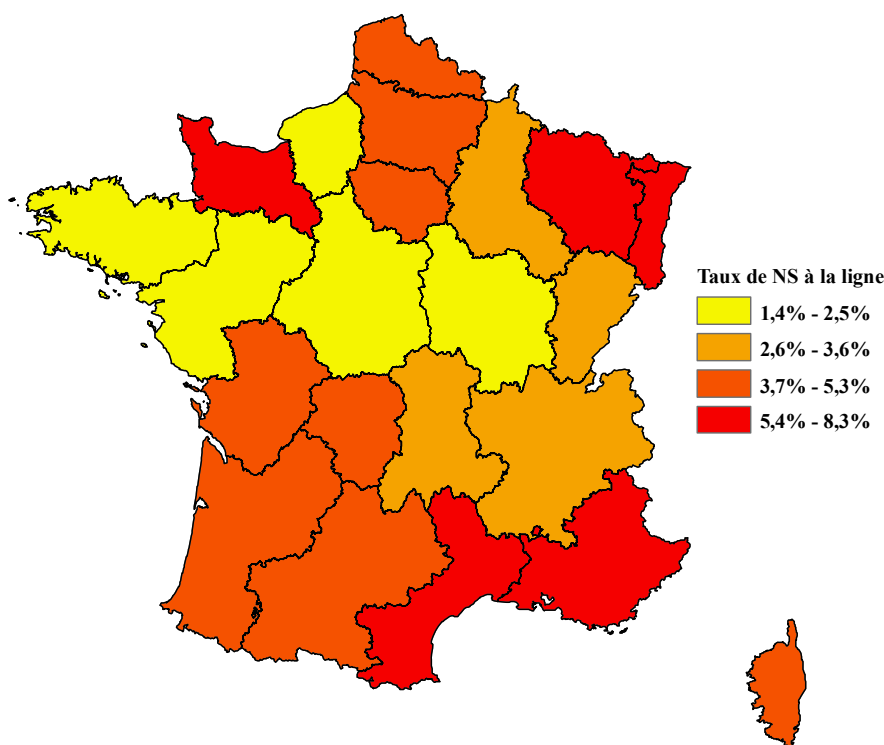 Taux de NS à la ligne
1,4% - 2,5%
2,6% - 3,6%
3,7% - 5,3%
5,4% - 8,3%